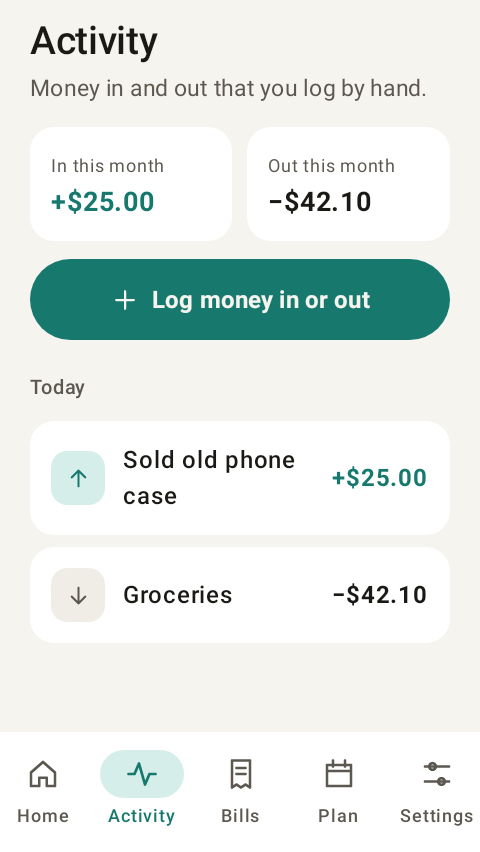 Activity
Money in and out that you log by hand.
In this month
+$25.00
Out this month
−$42.10
Log money in or out
Today
Sold old phone
case
+$25.00
Groceries
−$42.10
Home
Activity
Bills
Plan
Settings